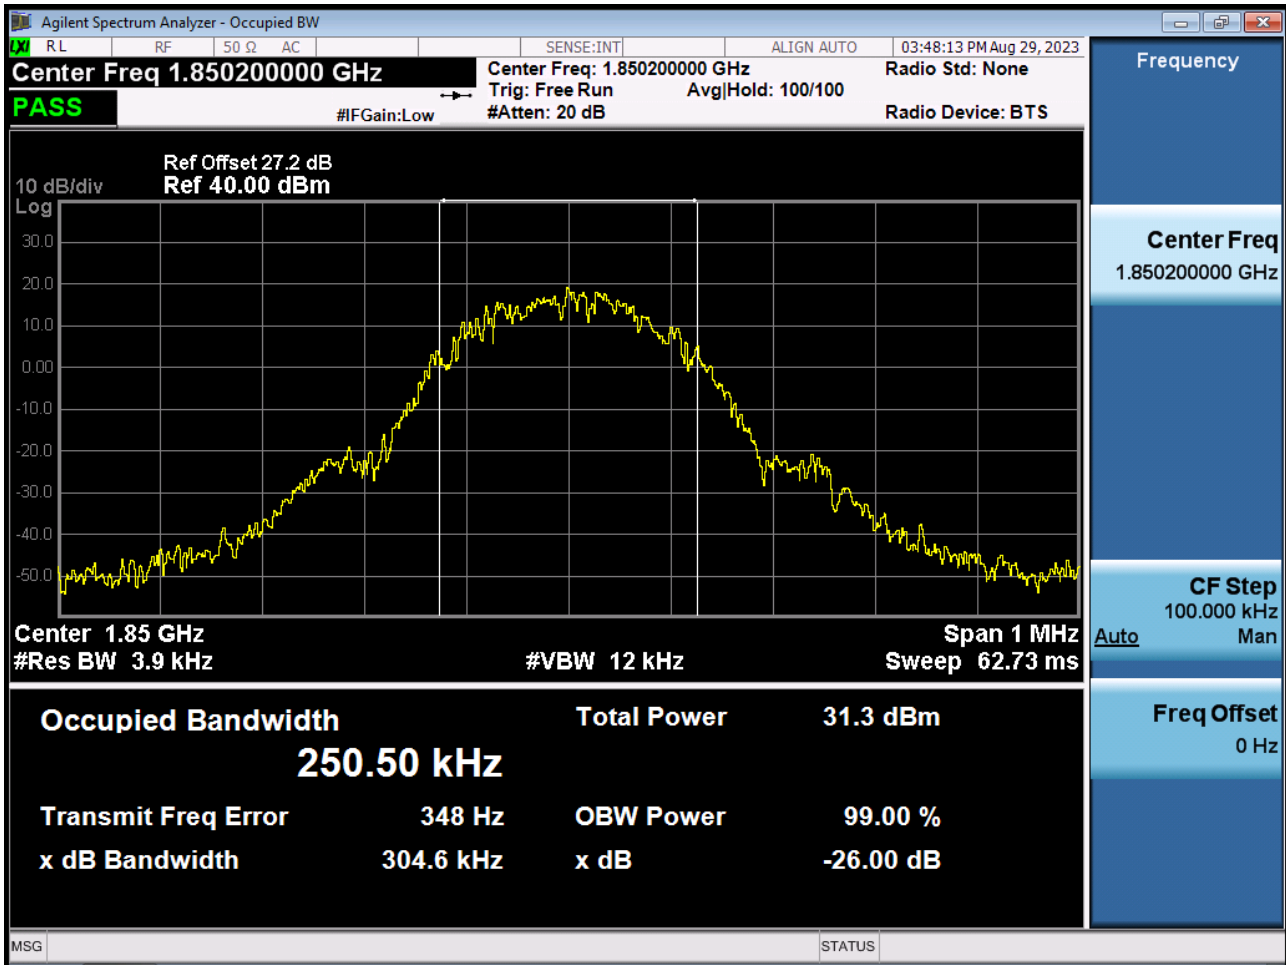 Agilent Spectrum Analyzer - Occupied BW
LXI RL RF 50 Ω AC SENSE:INT ALIGN AUTO 03:48:13 PM Aug 29, 2023
Center Freq 1.850200000 GHz
PASS
#IFGain:Low
Center Freq: 1.850200000 GHz
Trig: Free Run Avg|Hold: 100/100
#Atten: 20 dB
Radio Std: None
Radio Device: BTS
Ref Offset 27.2 dB
10 dB/div Ref 40.00 dBm
Log
30.0
20.0
10.0
0.00
-10.0
-20.0
-30.0
-40.0
-50.0
Center 1.85 GHz Span 1 MHz
#Res BW 3.9 kHz #VBW 12 kHz Sweep 62.73 ms
Occupied Bandwidth Total Power 31.3 dBm
250.50 kHz
Transmit Freq Error 348 Hz OBW Power 99.00 %
x dB Bandwidth 304.6 kHz x dB -26.00 dB
Frequency
Center Freq
1.850200000 GHz
CF Step
100.000 kHz
Auto Man
Freq Offset
0 Hz
MSG STATUS